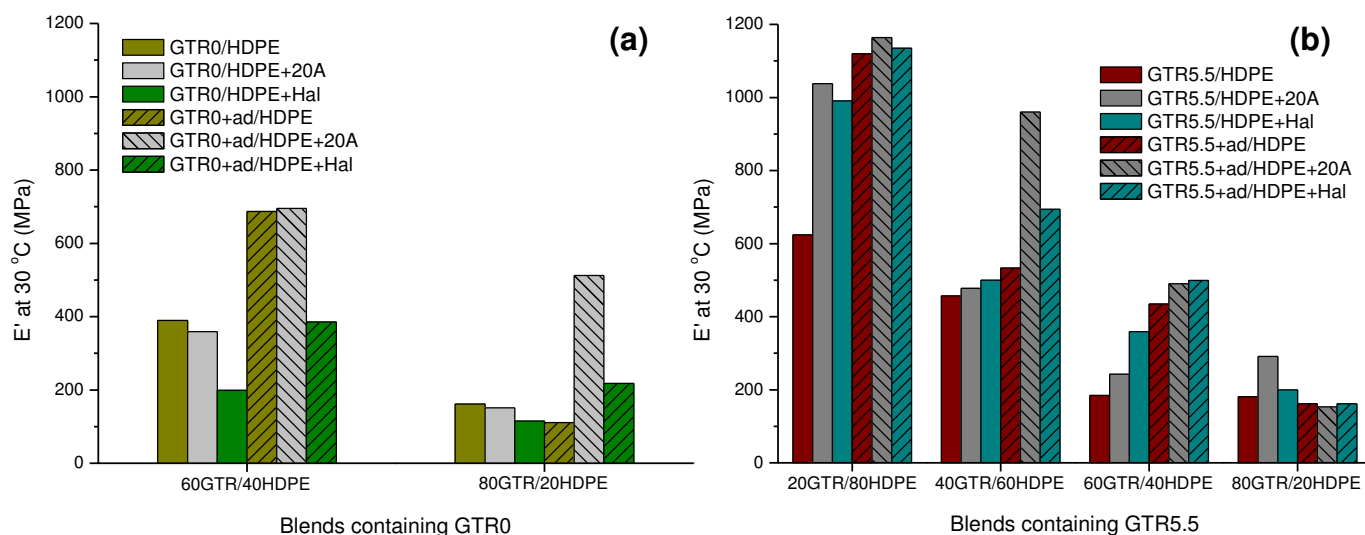 (a)
1200
1000
800
600
400
200
0
E' at 30 °C (MPa)
GTR0/HDPE
GTR0/HDPE+20A
GTR0/HDPE+Hal
GTR0+ad/HDPE
GTR0+ad/HDPE+20A
GTR0+ad/HDPE+Hal
60GTR/40HDPE
80GTR/20HDPE
Blends containing GTR0
(b)
1200
1000
800
600
400
200
0
E' at 30 °C (MPa)
GTR5.5/HDPE
GTR5.5/HDPE+20A
GTR5.5/HDPE+Hal
GTR5.5+ad/HDPE
GTR5.5+ad/HDPE+20A
GTR5.5+ad/HDPE+Hal
20GTR/80HDPE
40GTR/60HDPE
60GTR/40HDPE
80GTR/20HDPE
Blends containing GTR5.5